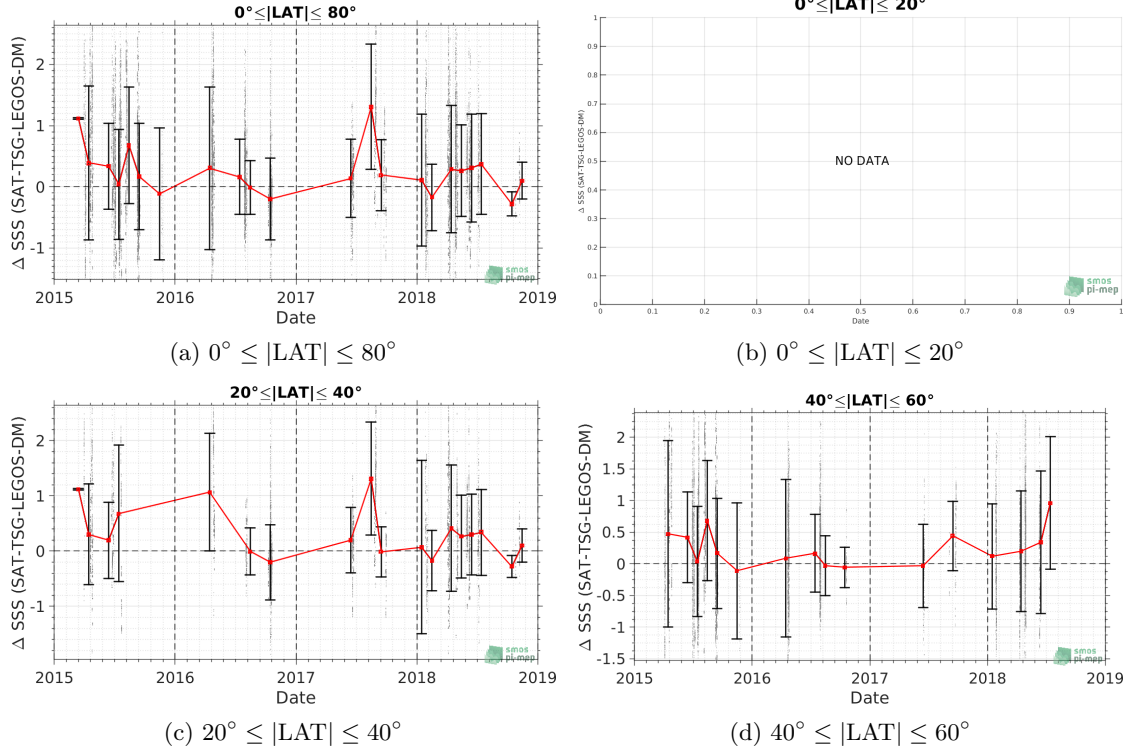 0°≤|LAT|≤ 80°
Δ SSS (SAT-TSG-LEGOS-DM)
2
1
0
-1
2015 2016 2017 2018 2019
Date
smos
pi-mep
(a) 0° ≤ |LAT| ≤ 80°
0°≤|LAT|≤ 20°
Δ SSS (SAT-TSG-LEGOS-DM)
1
0.9
0.8
0.7
0.6
0.5
0.4
0.3
0.2
0.1
0
NO DATA
0 0.1 0.2 0.3 0.4 0.5 0.6 0.7 0.8 0.9 1
Date
smos
pi-mep
(b) 0° ≤ |LAT| ≤ 20°
20°≤|LAT|≤ 40°
Δ SSS (SAT-TSG-LEGOS-DM)
2
1
0
-1
2015 2016 2017 2018 2019
Date
smos
pi-mep
(c) 20° ≤ |LAT| ≤ 40°
40°≤|LAT|≤ 60°
Δ SSS (SAT-TSG-LEGOS-DM)
2
1.5
1
0.5
0
-0.5
-1
-1.5
2015 2016 2017 2018 2019
Date
smos
pi-mep
(d) 40° ≤ |LAT| ≤ 60°